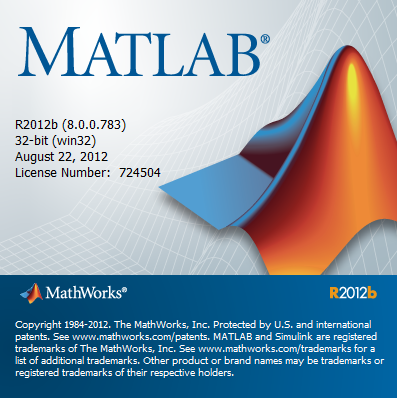 MATLAB®
R2012b (8.0.0.783)
32-bit (win32)
August 22, 2012
License Number: 724504
MathWorks®
R2012b
Copyright 1984-2012. The MathWorks, Inc. Protected by U.S. and international
patents. See www.mathworks.com/patents. MATLAB and Simulink are registered
trademarks of The MathWorks, Inc. See www.mathworks.com/trademarks for a
list of additional trademarks. Other product or brand names may be trademarks or
registered trademarks of their respective holders.